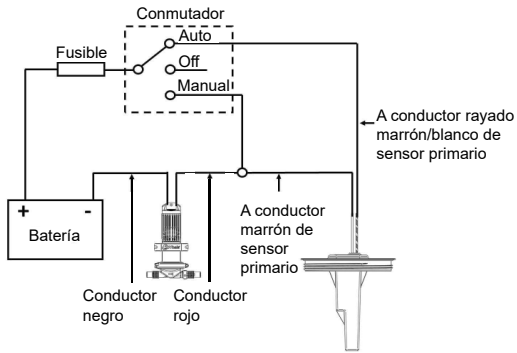 Conmutador
Auto
Fusible
Off
Manual
A conductor rayado
marrón/blanco de
sensor primario
+ -
Batería
A conductor
marrón de
sensor
primario
Conductor
negro
Conductor
rojo